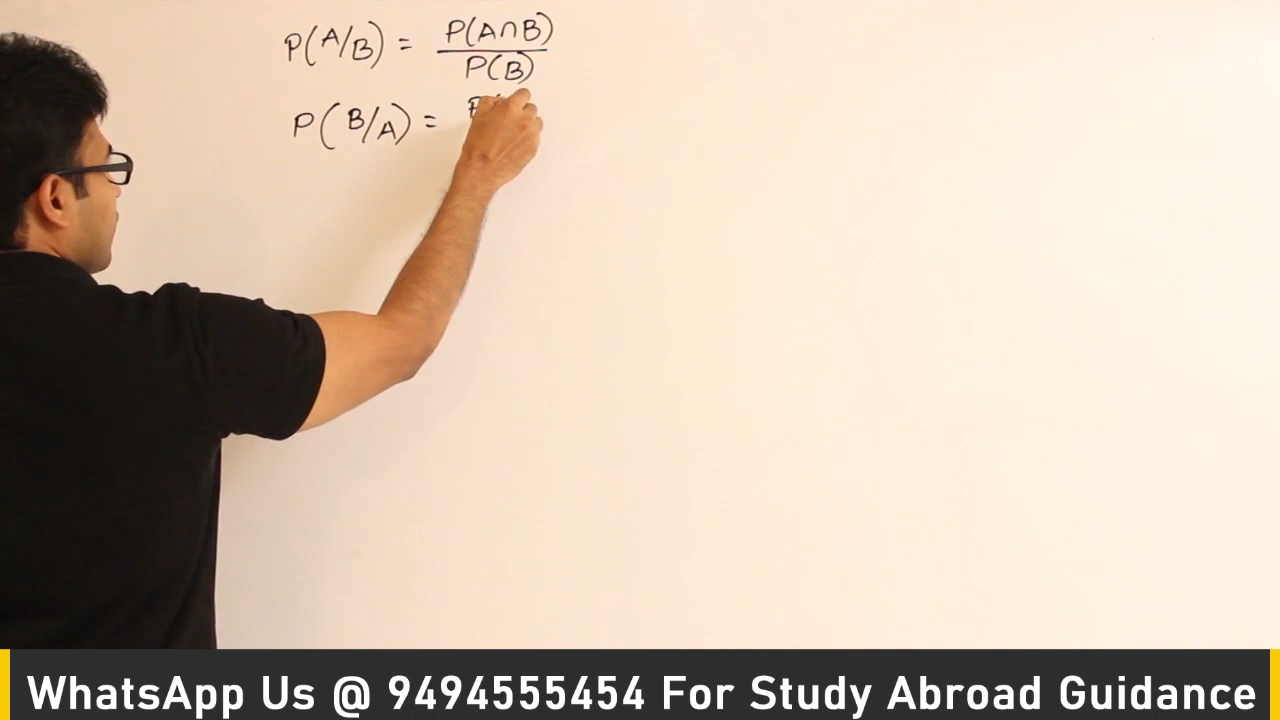 P(A/B) = P(A∩B)
P(B)
P(B/A) = P(
WhatsApp Us @ 9494555454 For Study Abroad Guidance